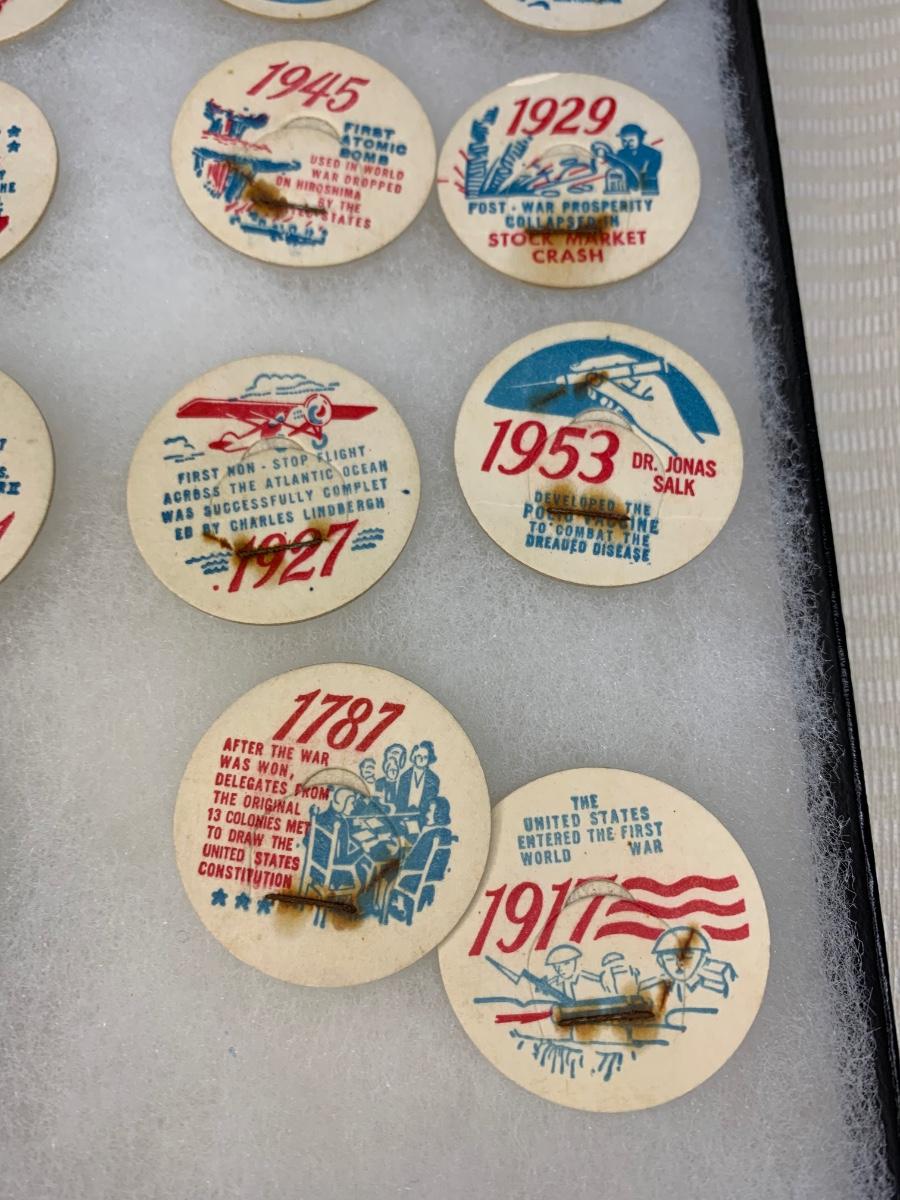 1945
FIRST
ATOMIC
BOMB
USED IN WORLD
WAR DROPPED
ON HIROSHIMA
BY THE
STATES
1929
POST-WAR PROSPERITY
COLLAPSED IN
STOCK MARKET
CRASH
HE
FIRST NON-STOP FLIGHT
ACROSS THE ATLANTIC OCEAN
WAS SUCCESSFULLY COMPLET
ED BY CHARLES LINDBERGH
1927
1953
DR. JONAS
SALK
DEVELOPED THE
POLIO VACCINE
TO COMBAT THE
DREADED DISEASE
S.
II
1787
AFTER THE WAR
WAS WON,
DELEGATES FROM
THE ORIGINAL
13 COLONIES MET
TO DRAW THE
UNITED STATES
CONSTITUTION
THE
UNITED STATES
ENTERED THE FIRST
WORLD WAR
1917